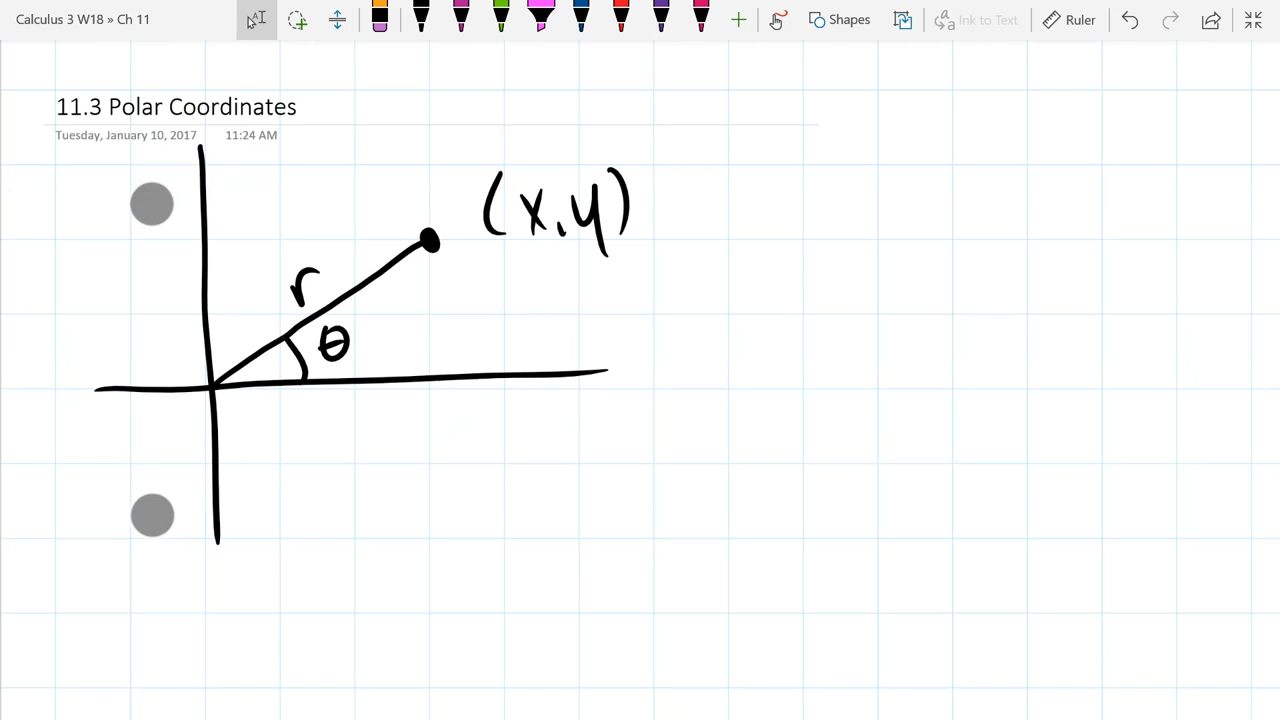 Calculus 3 W18 » Ch 11
Shapes
Ink to Text
Ruler
11.3 Polar Coordinates
Tuesday, January 10, 2017 11:24 AM
(x,y)
r
θ